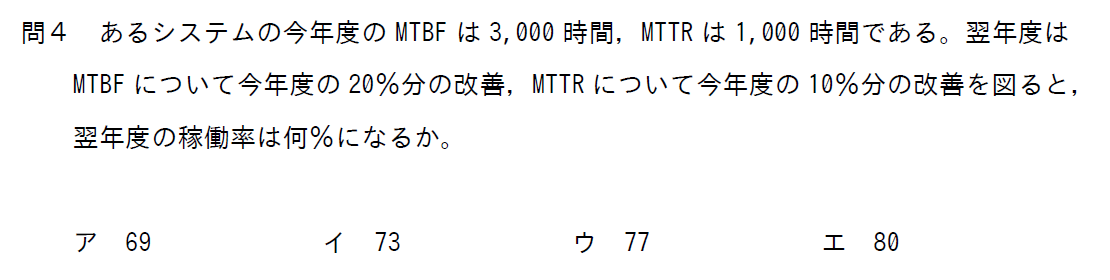 問４　あるシステムの今年度の MTBF は 3,000 時間，MTTR は 1,000 時間である。翌年度は
MTBF について今年度の 20％分の改善，MTTR について今年度の 10％分の改善を図ると，
翌年度の稼働率は何％になるか。
ア　69　イ　73　ウ　77　エ　80